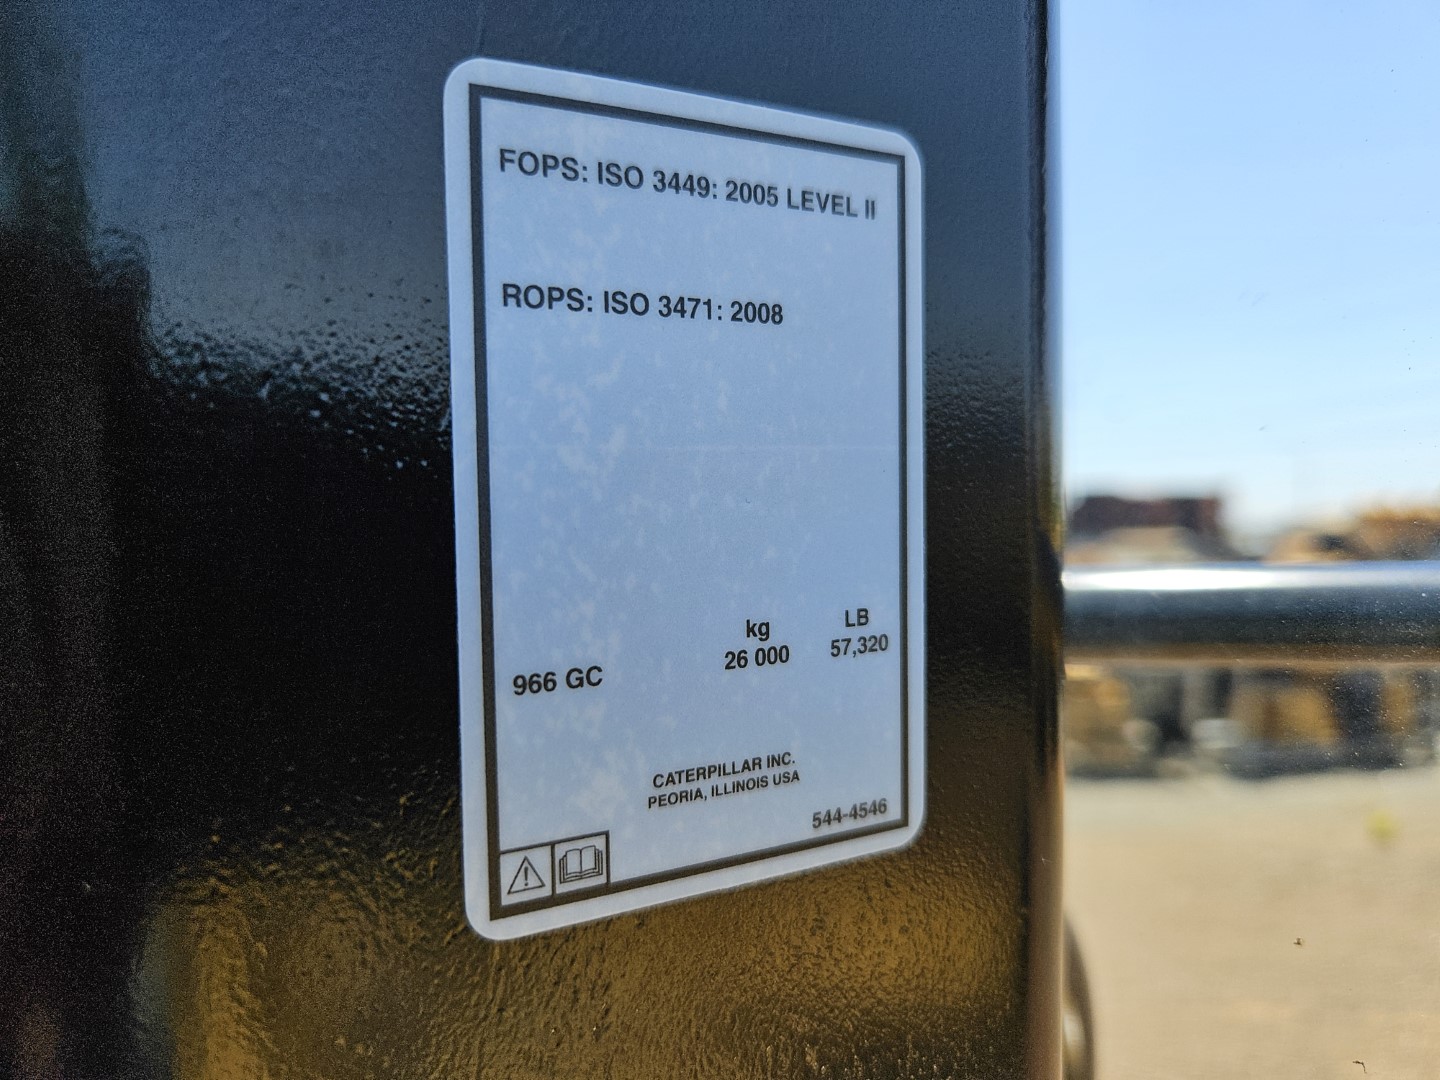 FOPS: ISO 3449: 2005 LEVEL II
ROPS: ISO 3471: 2008
kg LB
966 GC 26 000 57,320
CATERPILLAR INC.
PEORIA, ILLINOIS USA
544-4546